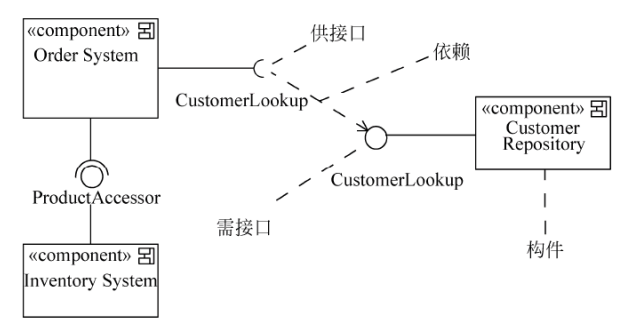 «component»
Order System
供接口
依赖
CustomerLookup
«component»
Customer
Repository
CustomerLookup
ProductAccessor
需接口
构件
«component»
Inventory System